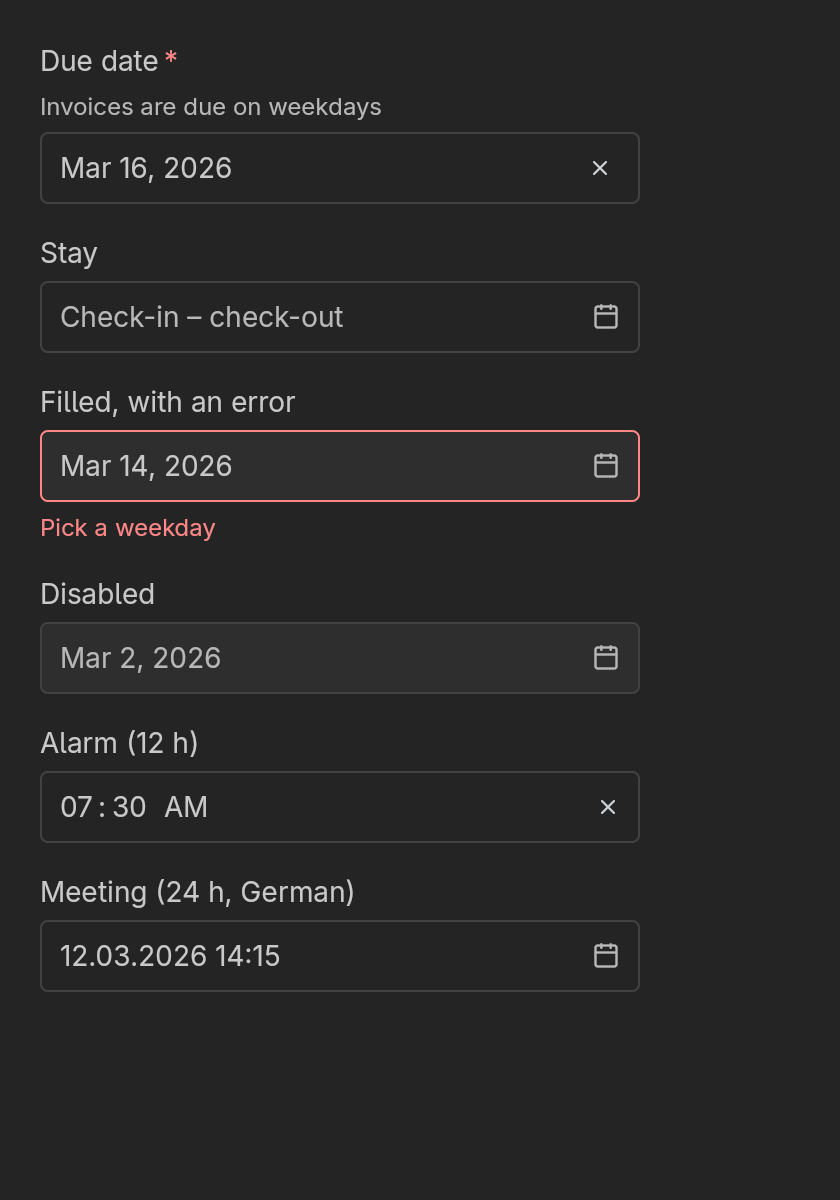 Due date *
Invoices are due on weekdays
Mar 16, 2026
Stay
Check-in – check-out
Filled, with an error
Mar 14, 2026
Pick a weekday
Disabled
Mar 2, 2026
Alarm (12 h)
07 : 30 AM
Meeting (24 h, German)
12.03.2026 14:15